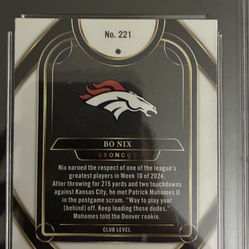 No. 221
BO NIX
BRONCOS
Nix earned the respect of one of the league's
greatest players in Week 10 of 2024.
After throwing for 215 yards and two touchdowns
against Kansas City, he met Patrick Mahomes II
in the postgame scrum. "Way to play
your (behind) off. Keep leading those dudes,"
Mahomes told the Denver rookie.
CLUB LEVEL